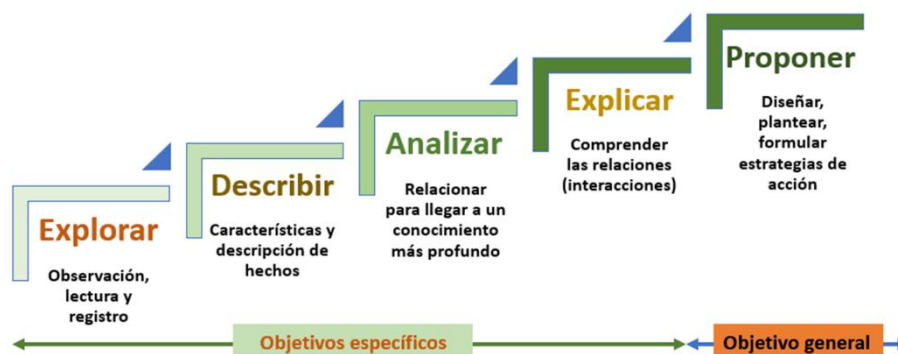 Explorar
Observación,
lectura y
registro
Describir
Características y
descripción de
hechos
Analizar
Relacionar
para llegar a un
conocimiento
más profundo
Explicar
Comprender
las relaciones
(interacciones)
Proponer
Diseñar,
plantear,
formular
estrategias de
acción
Objetivos específicos
Objetivo general